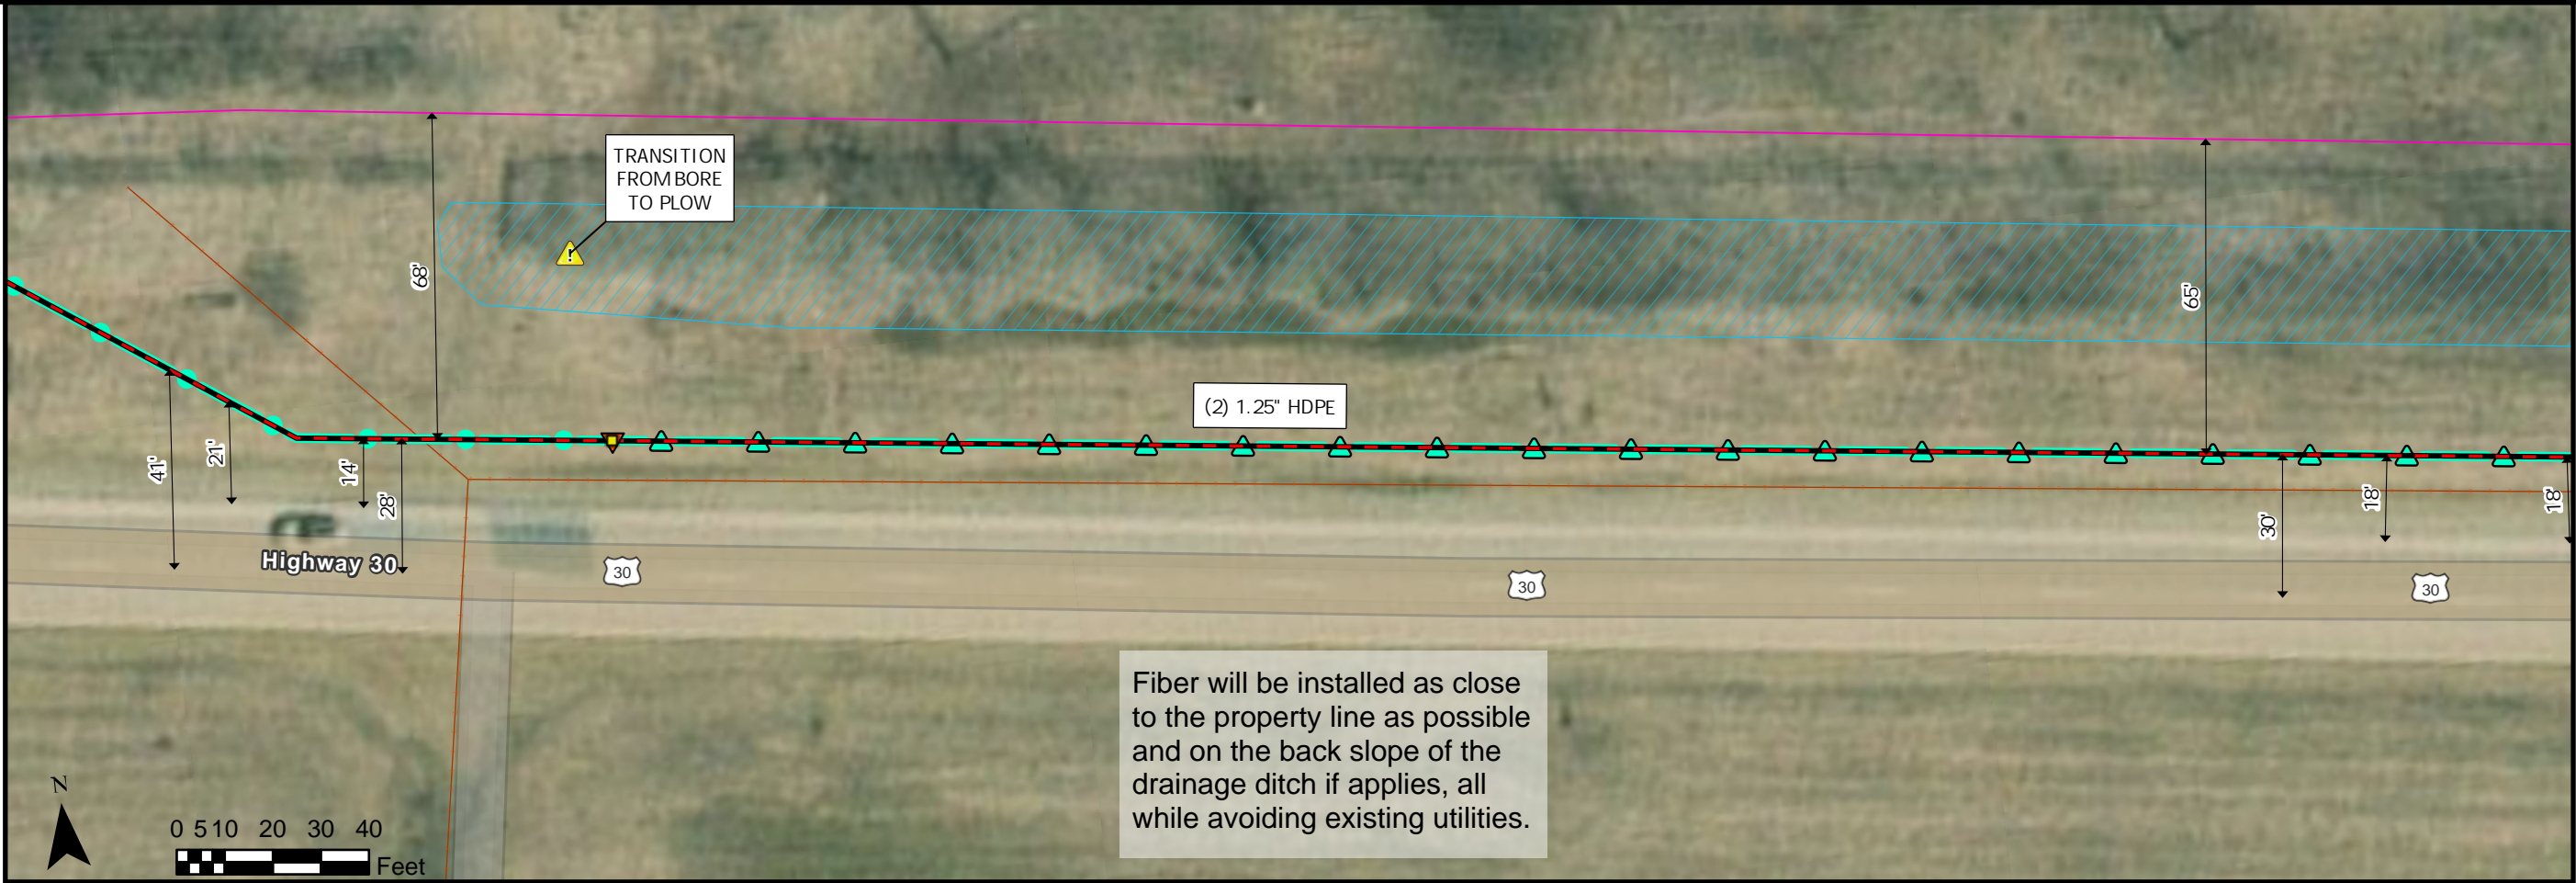 TRANSITION
FROM BORE
TO PLOW
68'
65'
(2) 1.25" HDPE
41'
21'
14'
28'
30'
18'
18'
Highway 30
30
30
30
Fiber will be installed as close
to the property line as possible
and on the back slope of the
drainage ditch if applies, all
while avoiding existing utilities.
N
0 5 10 20 30 40
Feet